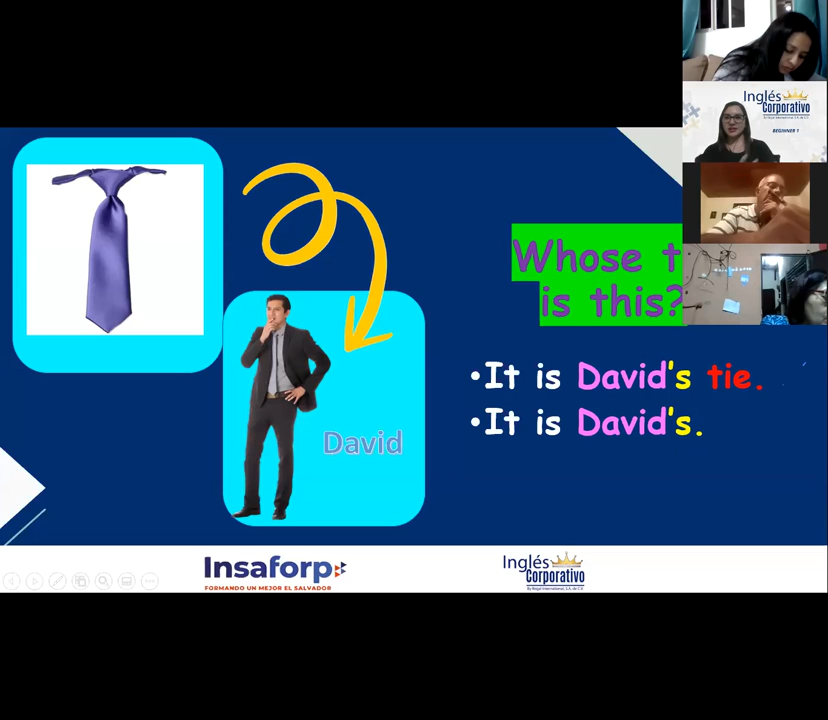 Inglés
Corporativo
BEGINNER 1
Whose
is this?
•It is David's tie.
•It is David's.
David
Insaforp
FORMANDO UN MEJOR EL SALVADOR
Inglés
Corporativo